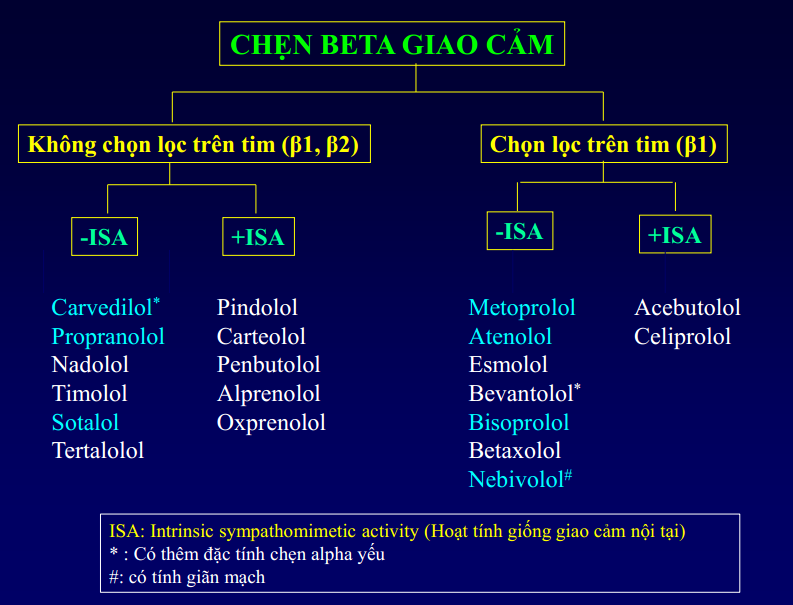 CHẸN BETA GIAO CẢM
Không chọn lọc trên tim (β1, β2)
-ISA
Carvedilol*
Propranolol
Nadolol
Timolol
Sotalol
Tertalolol
+ISA
Pindolol
Carteolol
Penbutolol
Alprenolol
Oxprenolol
Chọn lọc trên tim (β1)
-ISA
Metoprolol
Atenolol
Esmolol
Bevantolol*
Bisoprolol
Betaxolol
Nebivolol#
+ISA
Acebutolol
Celiprolol
ISA: Intrinsic sympathomimetic activity (Hoạt tính giống giao cảm nội tại)
* : Có thêm đặc tính chẹn alpha yếu
#: có tính giãn mạch